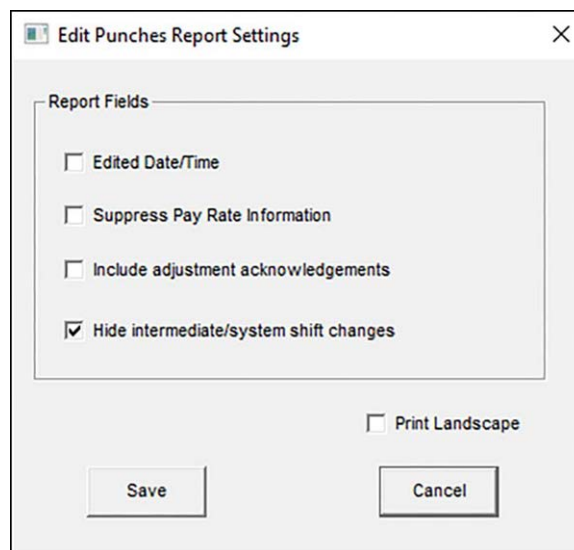 Edit Punches Report Settings
Report Fields
Edited Date/Time
Suppress Pay Rate Information
Include adjustment acknowledgements
Hide intermediate/system shift changes
Print Landscape
Save
Cancel